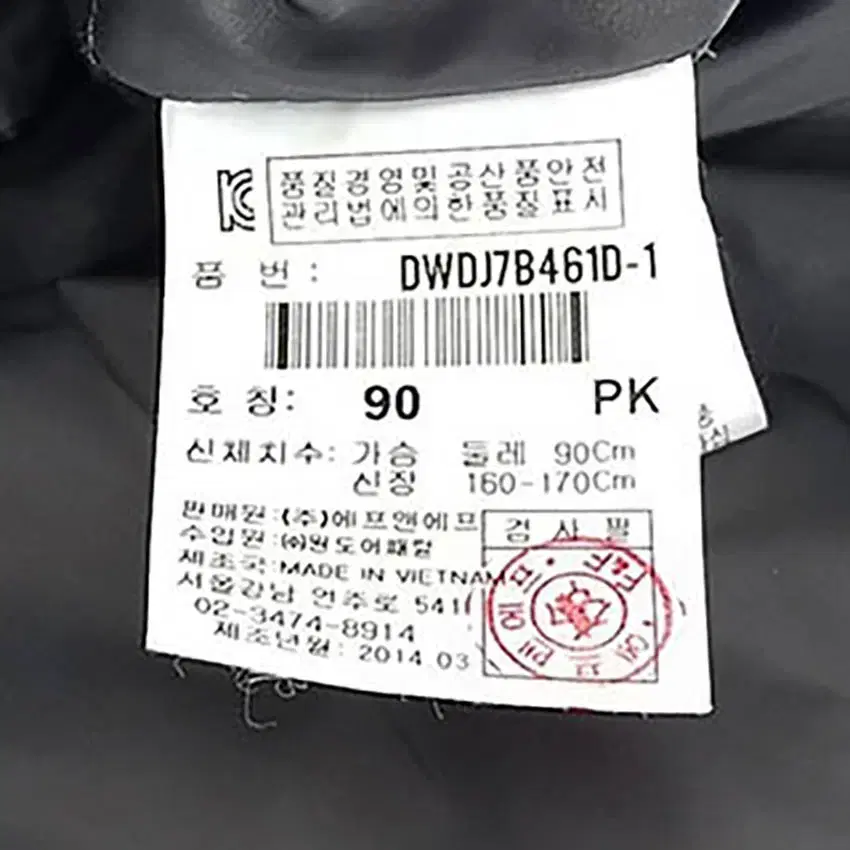 품질경영및공산품안전
관리법에의한품질표시
품 번 : DWDJ7B461D-1
호 칭: 90 PK
신체치수: 가슴 둘레 90Cm
신장 160-170Cm
판매원:(주)에프앤에프
수입원:㈜원도어패럴
제조국:MADE IN VIETNAM
서울강남 언주로 541
02-3474-8914
제조년월: 2014.03
검 사 필
F&F